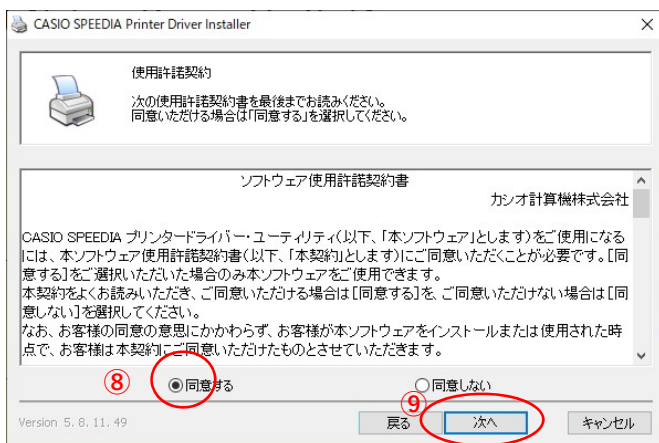 CASIO SPEEDIA Printer Driver Installer
使用許諾契約
次の使用許諾契約書を最後までお読みください。
同意いただける場合は「同意する」を選択してください。
ソフトウェア使用許諾契約書
カシオ計算機株式会社
CASIO SPEEDIA プリンタードライバー・ユーティリティ(以下、「本ソフトウェア」とします)をご使用になる
には、本ソフトウェア使用許諾契約書(以下、「本契約」とします)にご同意いただくことが必要です。[同
意する]をご選択いただいた場合のみ本ソフトウェアをご使用できます。
本契約をよくお読みいただき、ご同意いただける場合は[同意する]を、ご同意いただけない場合は[同
意しない]を選択してください。
なお、お客様の同意の意思にかかわらず、お客様が本ソフトウェアをインストールまたは使用された時
点で、お客様は本契約にご同意いただけたものとさせていただきます。
⑧ 同意する 同意しない
⑨
Version 5. 8. 11. 49 戻る 次へ キャンセル